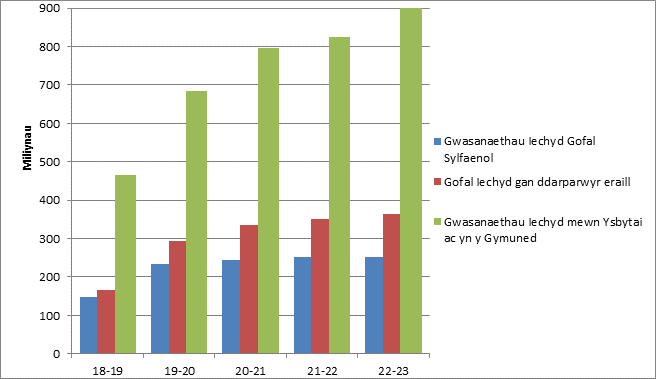 900
800
700
600
500
400
300
200
100
0
Miliynau
18-19 19-20 20-21 21-22 22-23
Gwasanaethau Iechyd Gofal
Sylfaenol
Gofal Iechyd gan ddarparwyr eraill
Gwasanaethau Iechyd mewn Ysbytai
ac yn y Gymuned